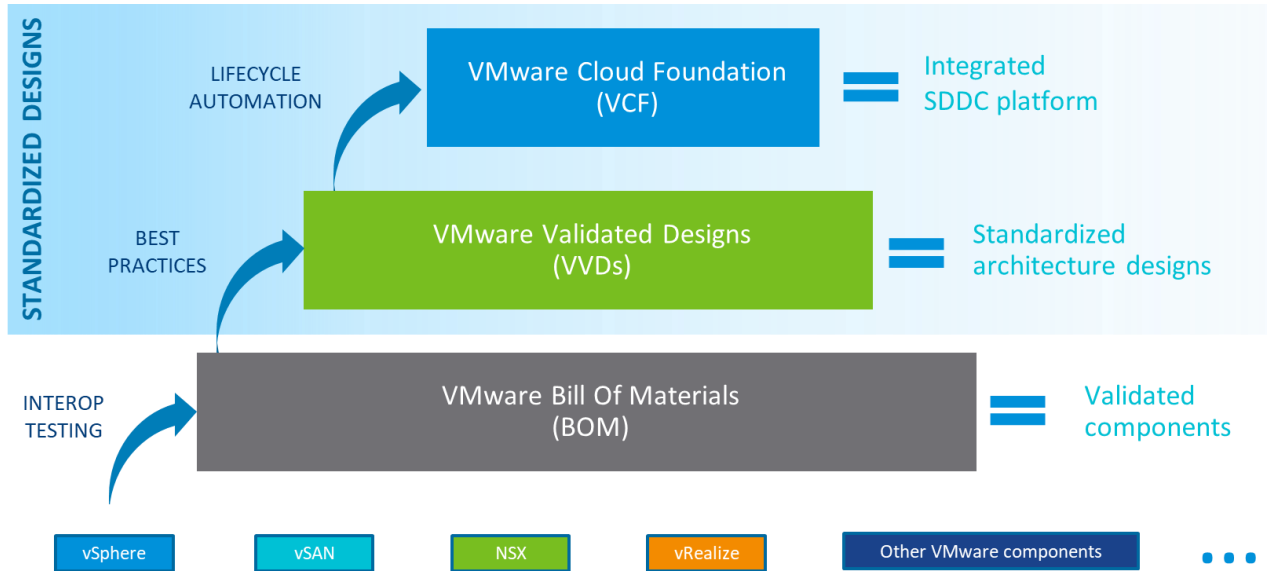 STANDARDIZED DESIGNS
LIFECYCLE
AUTOMATION
VMware Cloud Foundation
(VCF)
Integrated
SDDC platform
BEST
PRACTICES
VMware Validated Designs
(VVDs)
Standardized
architecture designs
INTEROP
TESTING
VMware Bill Of Materials
(BOM)
Validated
components
vSphere
vSAN
NSX
vRealize
Other VMware components
...